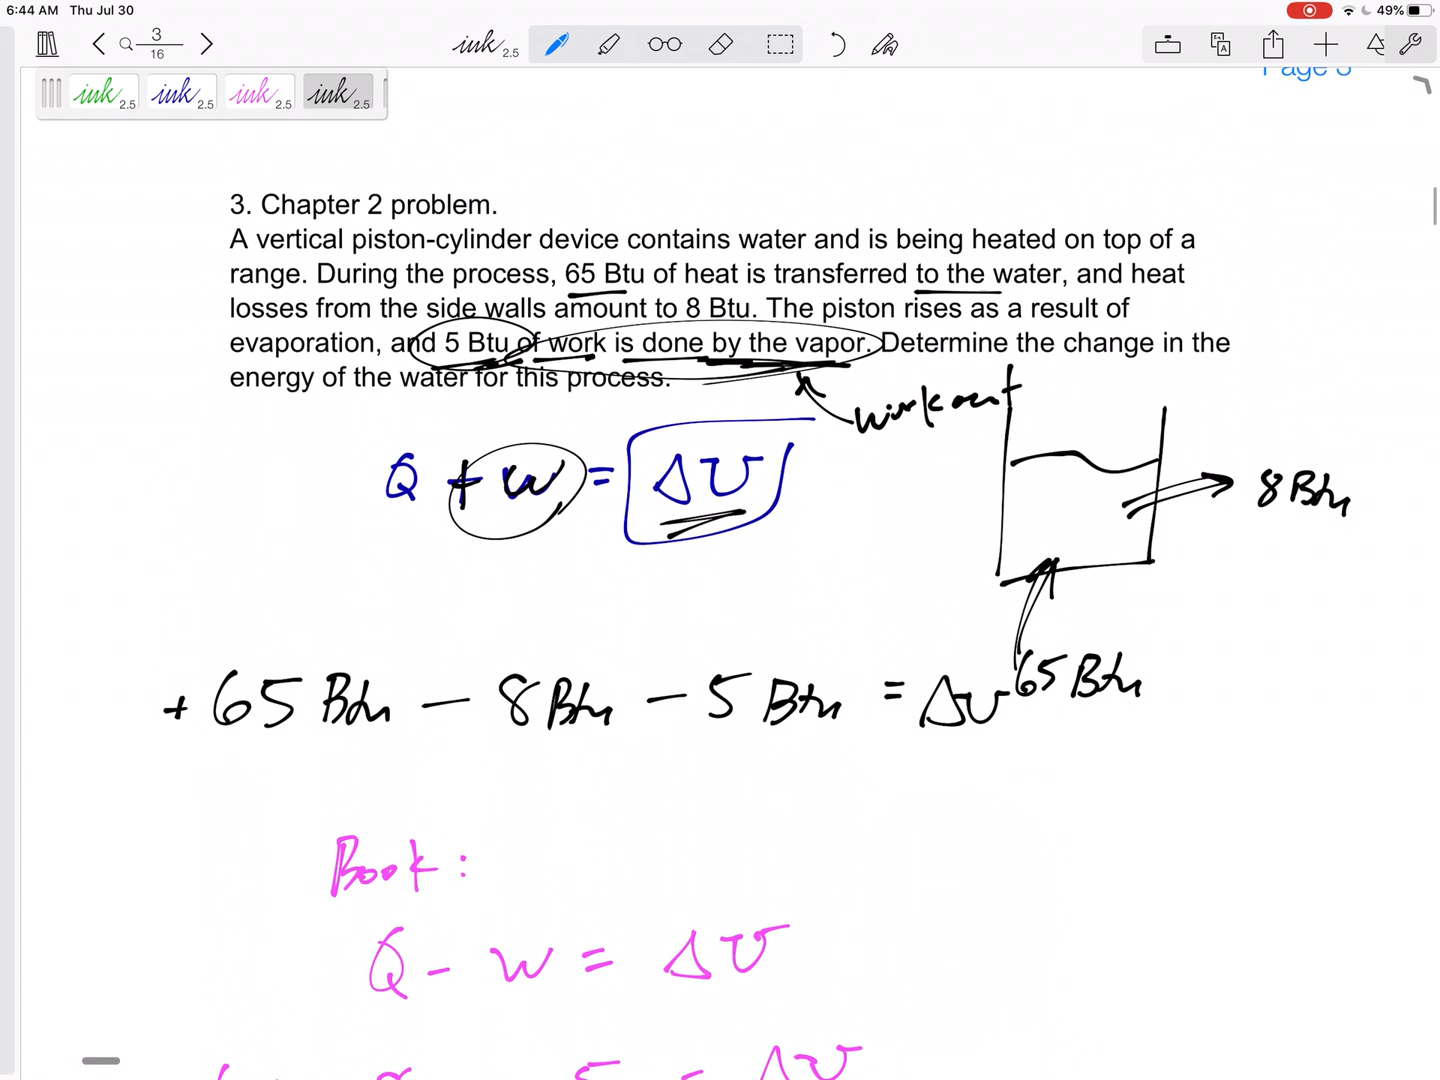 6:44 AM Thu Jul 30
49%
3
16
ink 2.5
ink 2.5 ink 2.5 ink 2.5 ink 2.5
Page 3
3. Chapter 2 problem.
A vertical piston-cylinder device contains water and is being heated on top of a
range. During the process, 65 Btu of heat is transferred to the water, and heat
losses from the side walls amount to 8 Btu. The piston rises as a result of
evaporation, and 5 Btu of work is done by the vapor. Determine the change in the
energy of the water for this process.
Work out
Q + W = ΔU
8 Btu
65 Btu
+ 65 Btu - 8 Btu - 5 Btu = ΔU
Book:
Q - W = ΔU
5 = ΔU